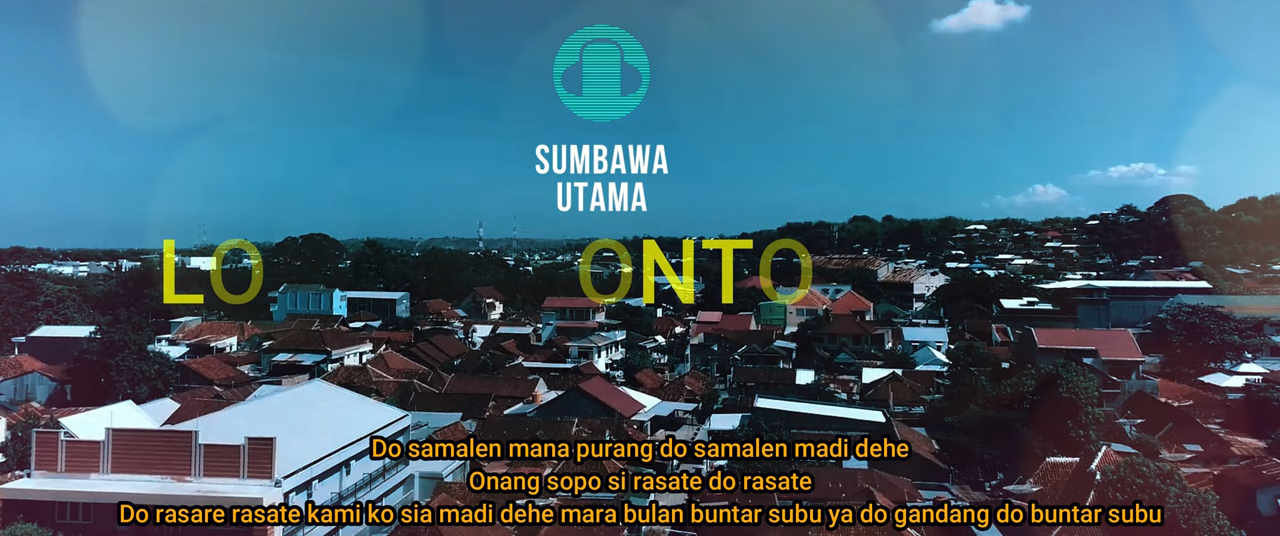 SUMBAWA
UTAMA
LO ONTO
Do samalen mana purang do samalen madi dehe
Onang sopo si rasate do rasate
Do rasare rasate kami ko sia madi dehe mara bulan buntar subu ya do gandang do buntar subu